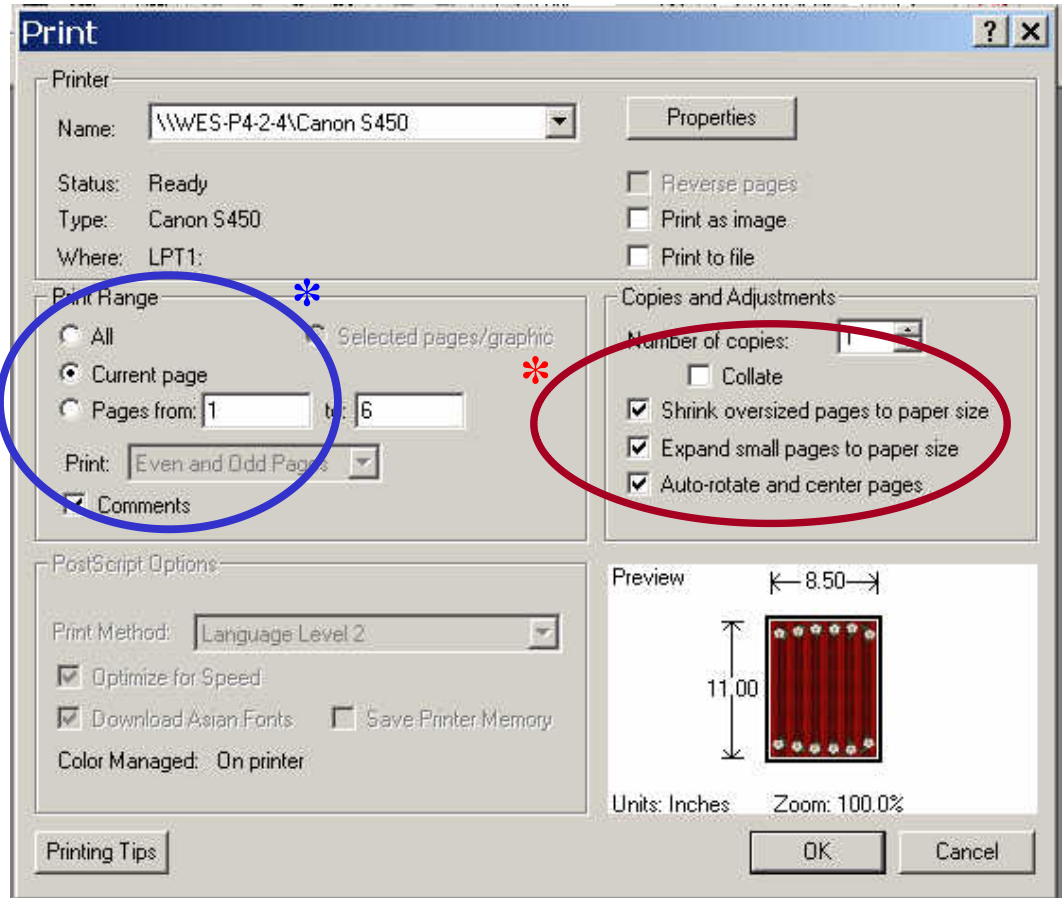 Print
Printer
Name: \\WES-P4-2-4\Canon S450
Properties
Status: Ready
Type: Canon S450
Where: LPT1:
Reverse pages
Print as image
Print to file
Print Range
*
All
Selected pages/graphic
Current page
Pages from: 1 to: 6
Print: Even and Odd Pages
Comments
*
Copies and Adjustments
Number of copies: 1
Collate
Shrink oversized pages to paper size
Expand small pages to paper size
Auto-rotate and center pages
PostScript Options
Print Method: Language Level 2
Optimize for Speed
Download Asian Fonts
Save Printer Memory
Color Managed: On printer
Preview
8.50
11.00
Units: Inches Zoom: 100.0%
Printing Tips
OK
Cancel